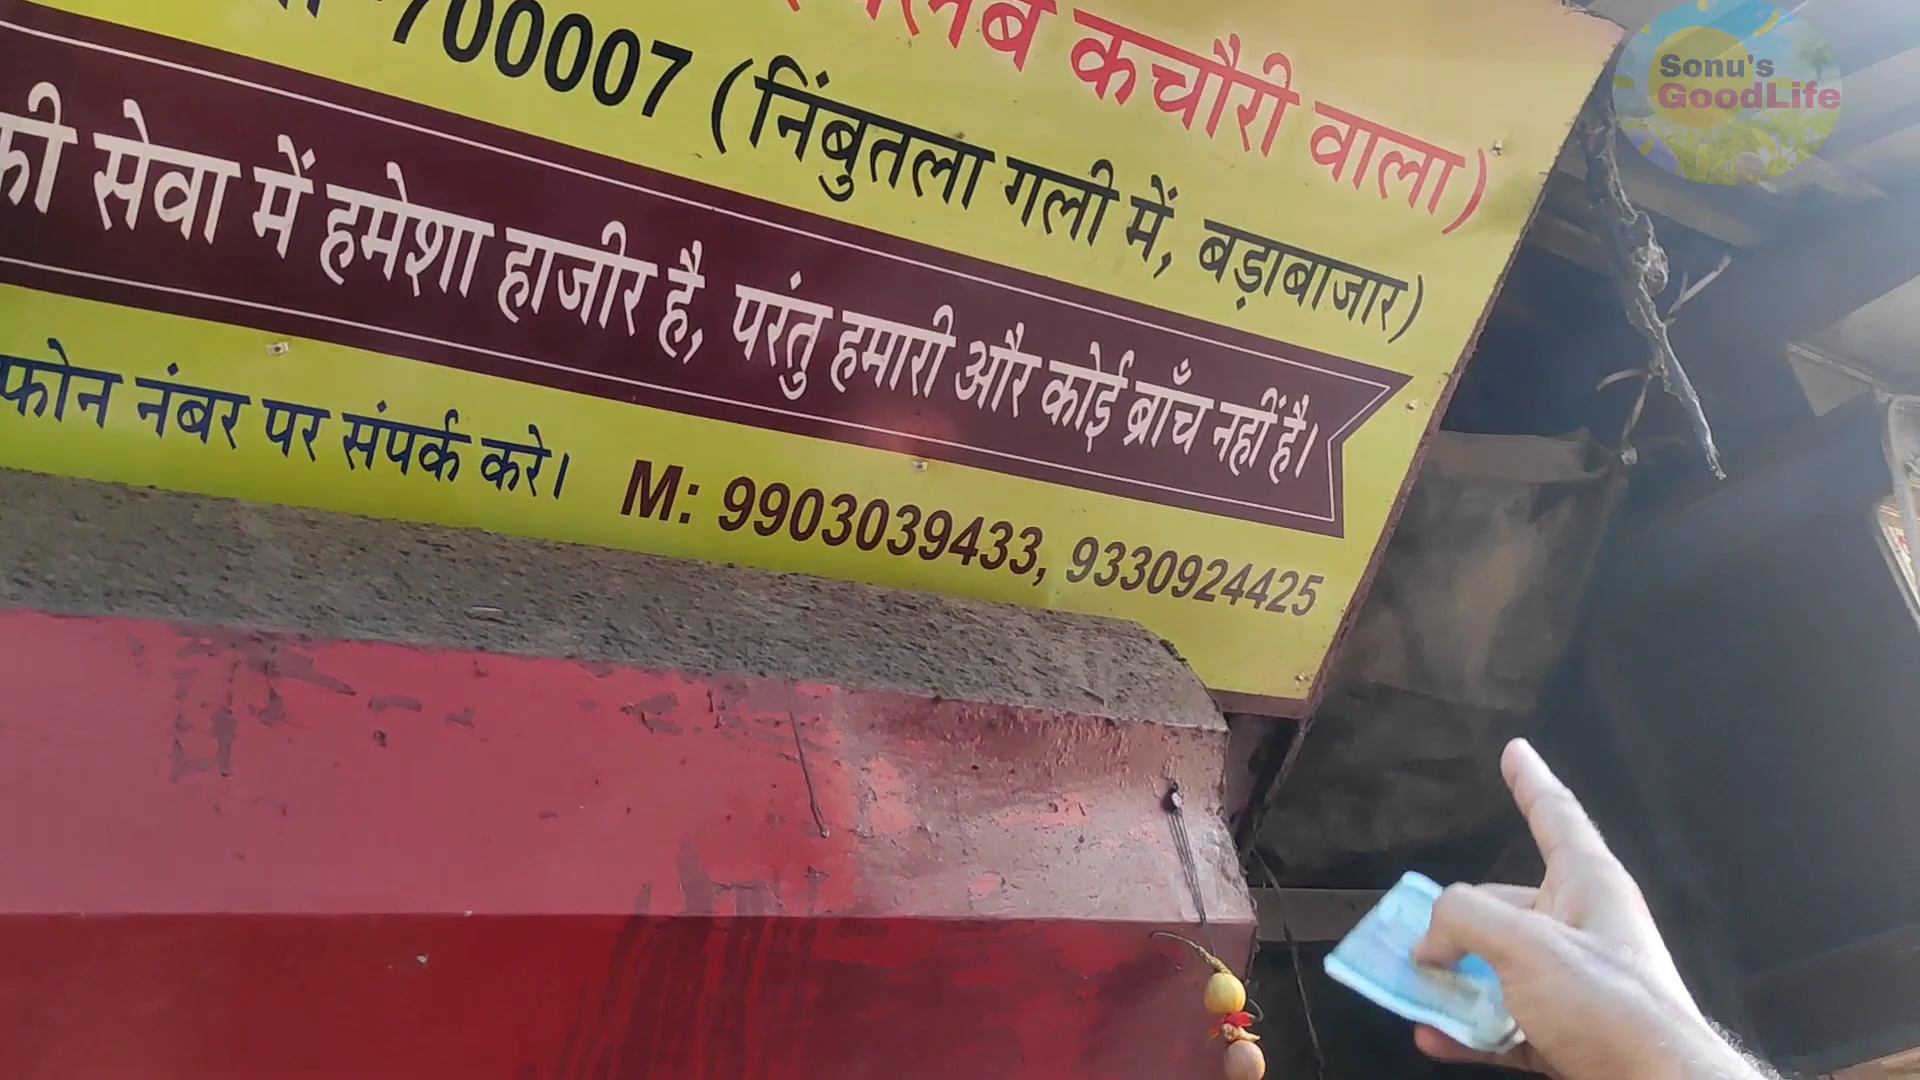 कचौरी वाला)
700007 (निंबुतला गली में, बड़ाबाजार)
की सेवा में हमेशा हाजीर है, परंतु हमारी और कोई ब्राँच नहीं है।
फोन नंबर पर संपर्क करे। M: 9903039433, 9330924425
Sonu's
GoodLife